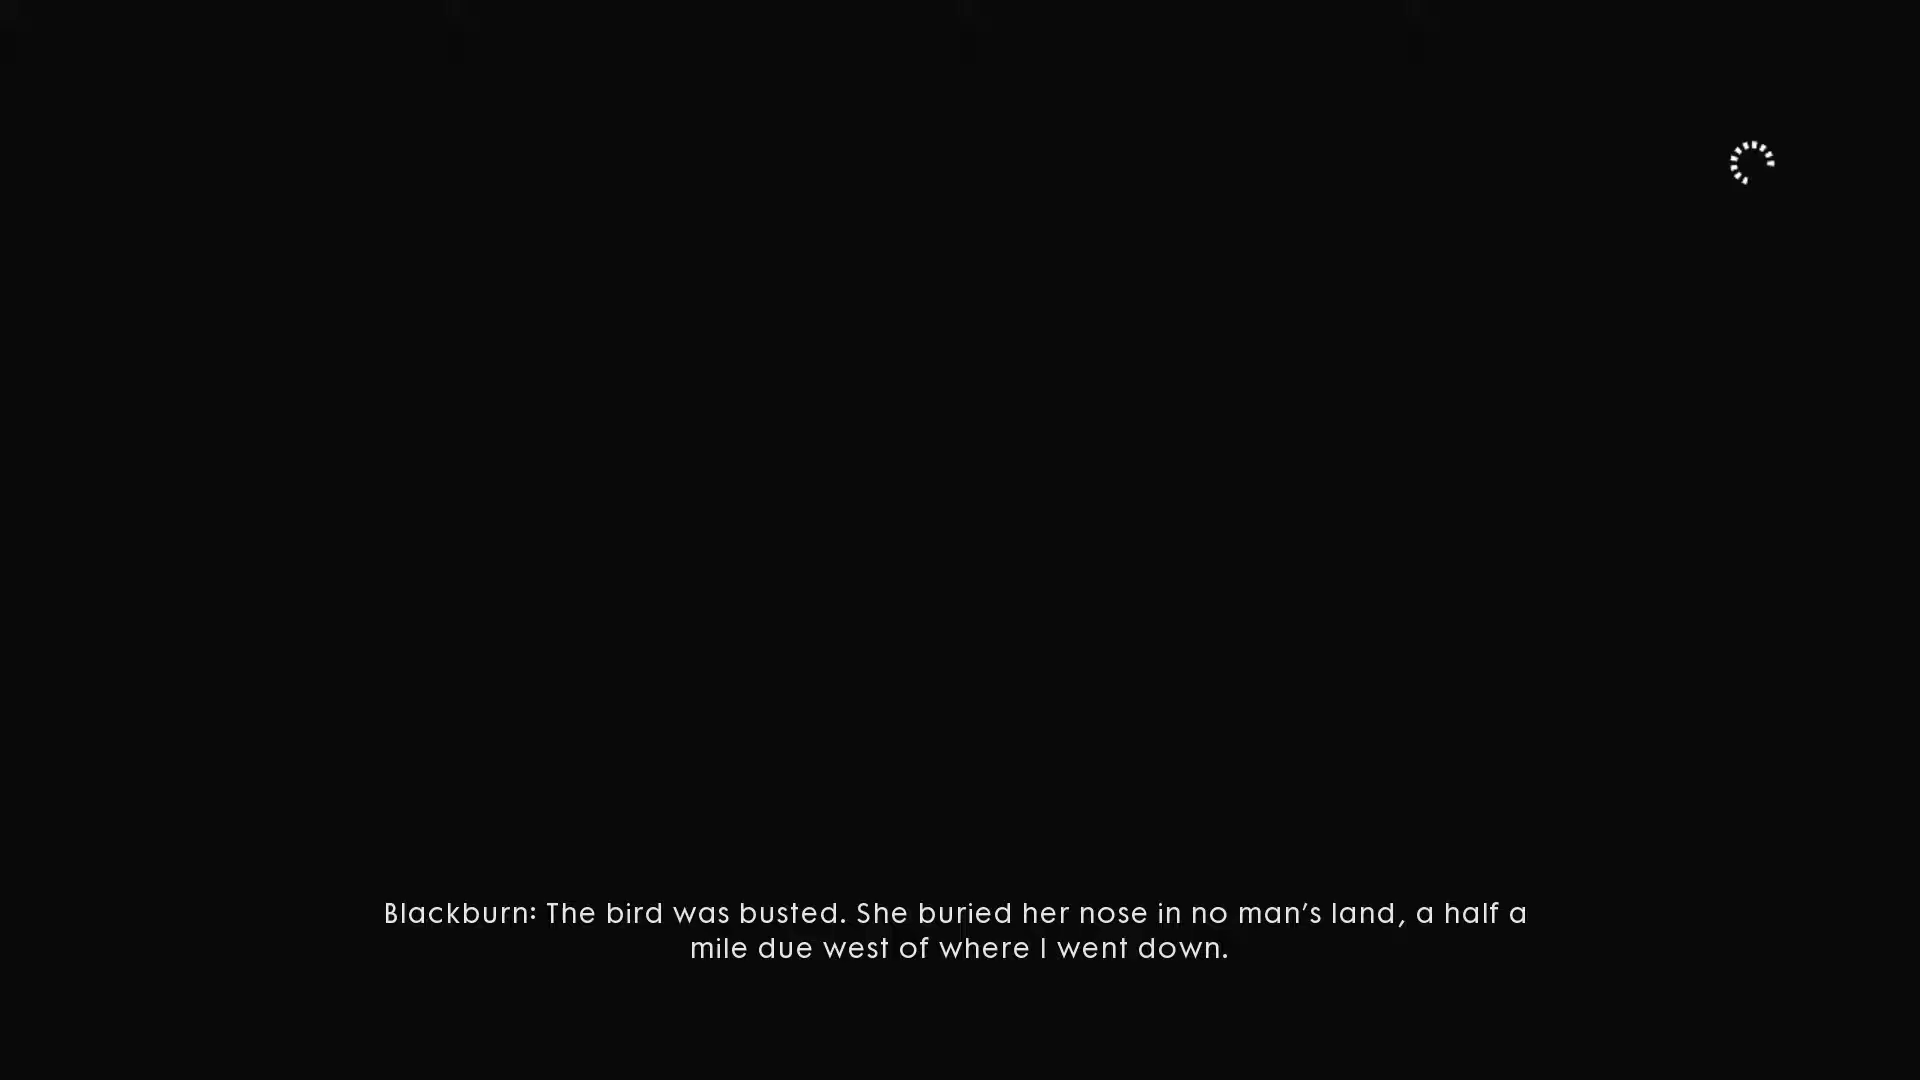 Blackburn: The bird was busted. She buried her nose in no man’s land, a half a
mile due west of where I went down.